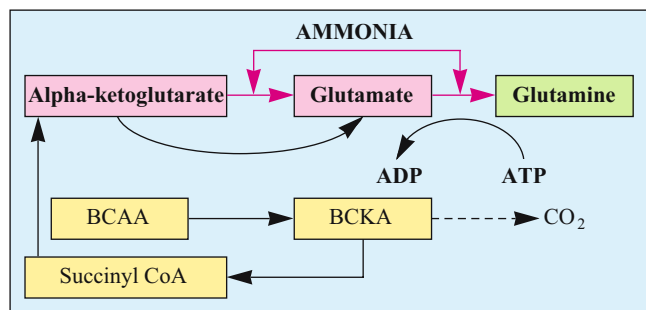 AMMONIA
Alpha-ketoglutarate
Glutamate
Glutamine
ADP
ATP
BCAA
BCKA
CO₂
Succinyl CoA